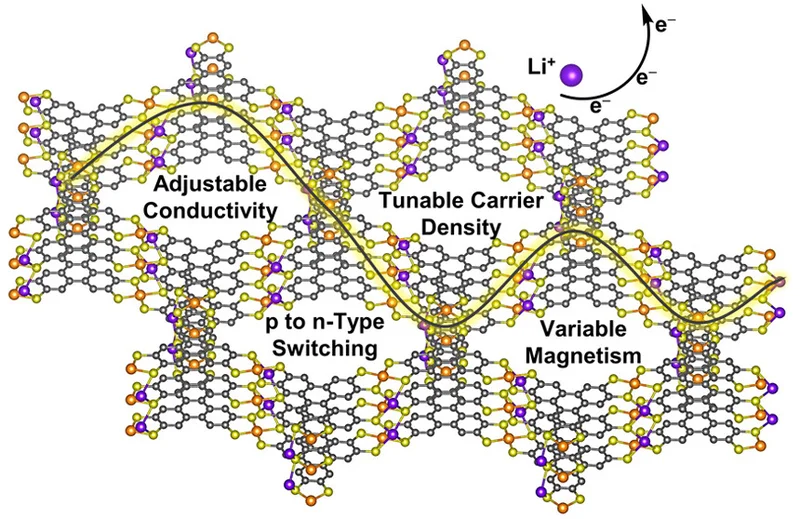 e⁻
Li⁺
e⁻
e⁻
Adjustable
Conductivity
Tunable Carrier
Density
p to n-Type
Switching
Variable
Magnetism